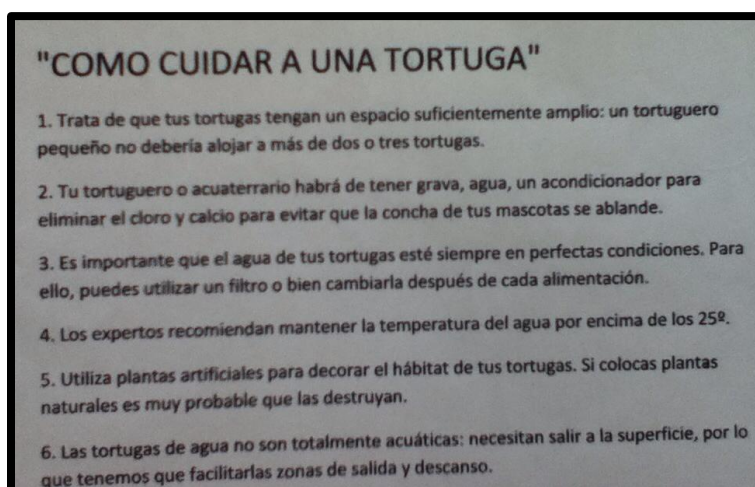 "COMO CUIDAR A UNA TORTUGA"
1. Trata de que tus tortugas tengan un espacio suficientemente amplio: un tortuguero
pequeño no debería alojar a más de dos o tres tortugas.
2. Tu tortuguero o acuaterrario habrá de tener grava, agua, un acondicionador para
eliminar el cloro y calcio para evitar que la concha de tus mascotas se ablande.
3. Es importante que el agua de tus tortugas esté siempre en perfectas condiciones. Para
ello, puedes utilizar un filtro o bien cambiarla después de cada alimentación.
4. Los expertos recomiendan mantener la temperatura del agua por encima de los 25º.
5. Utiliza plantas artificiales para decorar el hábitat de tus tortugas. Si colocas plantas
naturales es muy probable que las destruyan.
6. Las tortugas de agua no son totalmente acuáticas: necesitan salir a la superficie, por lo
que tenemos que facilitarlas zonas de salida y descanso.